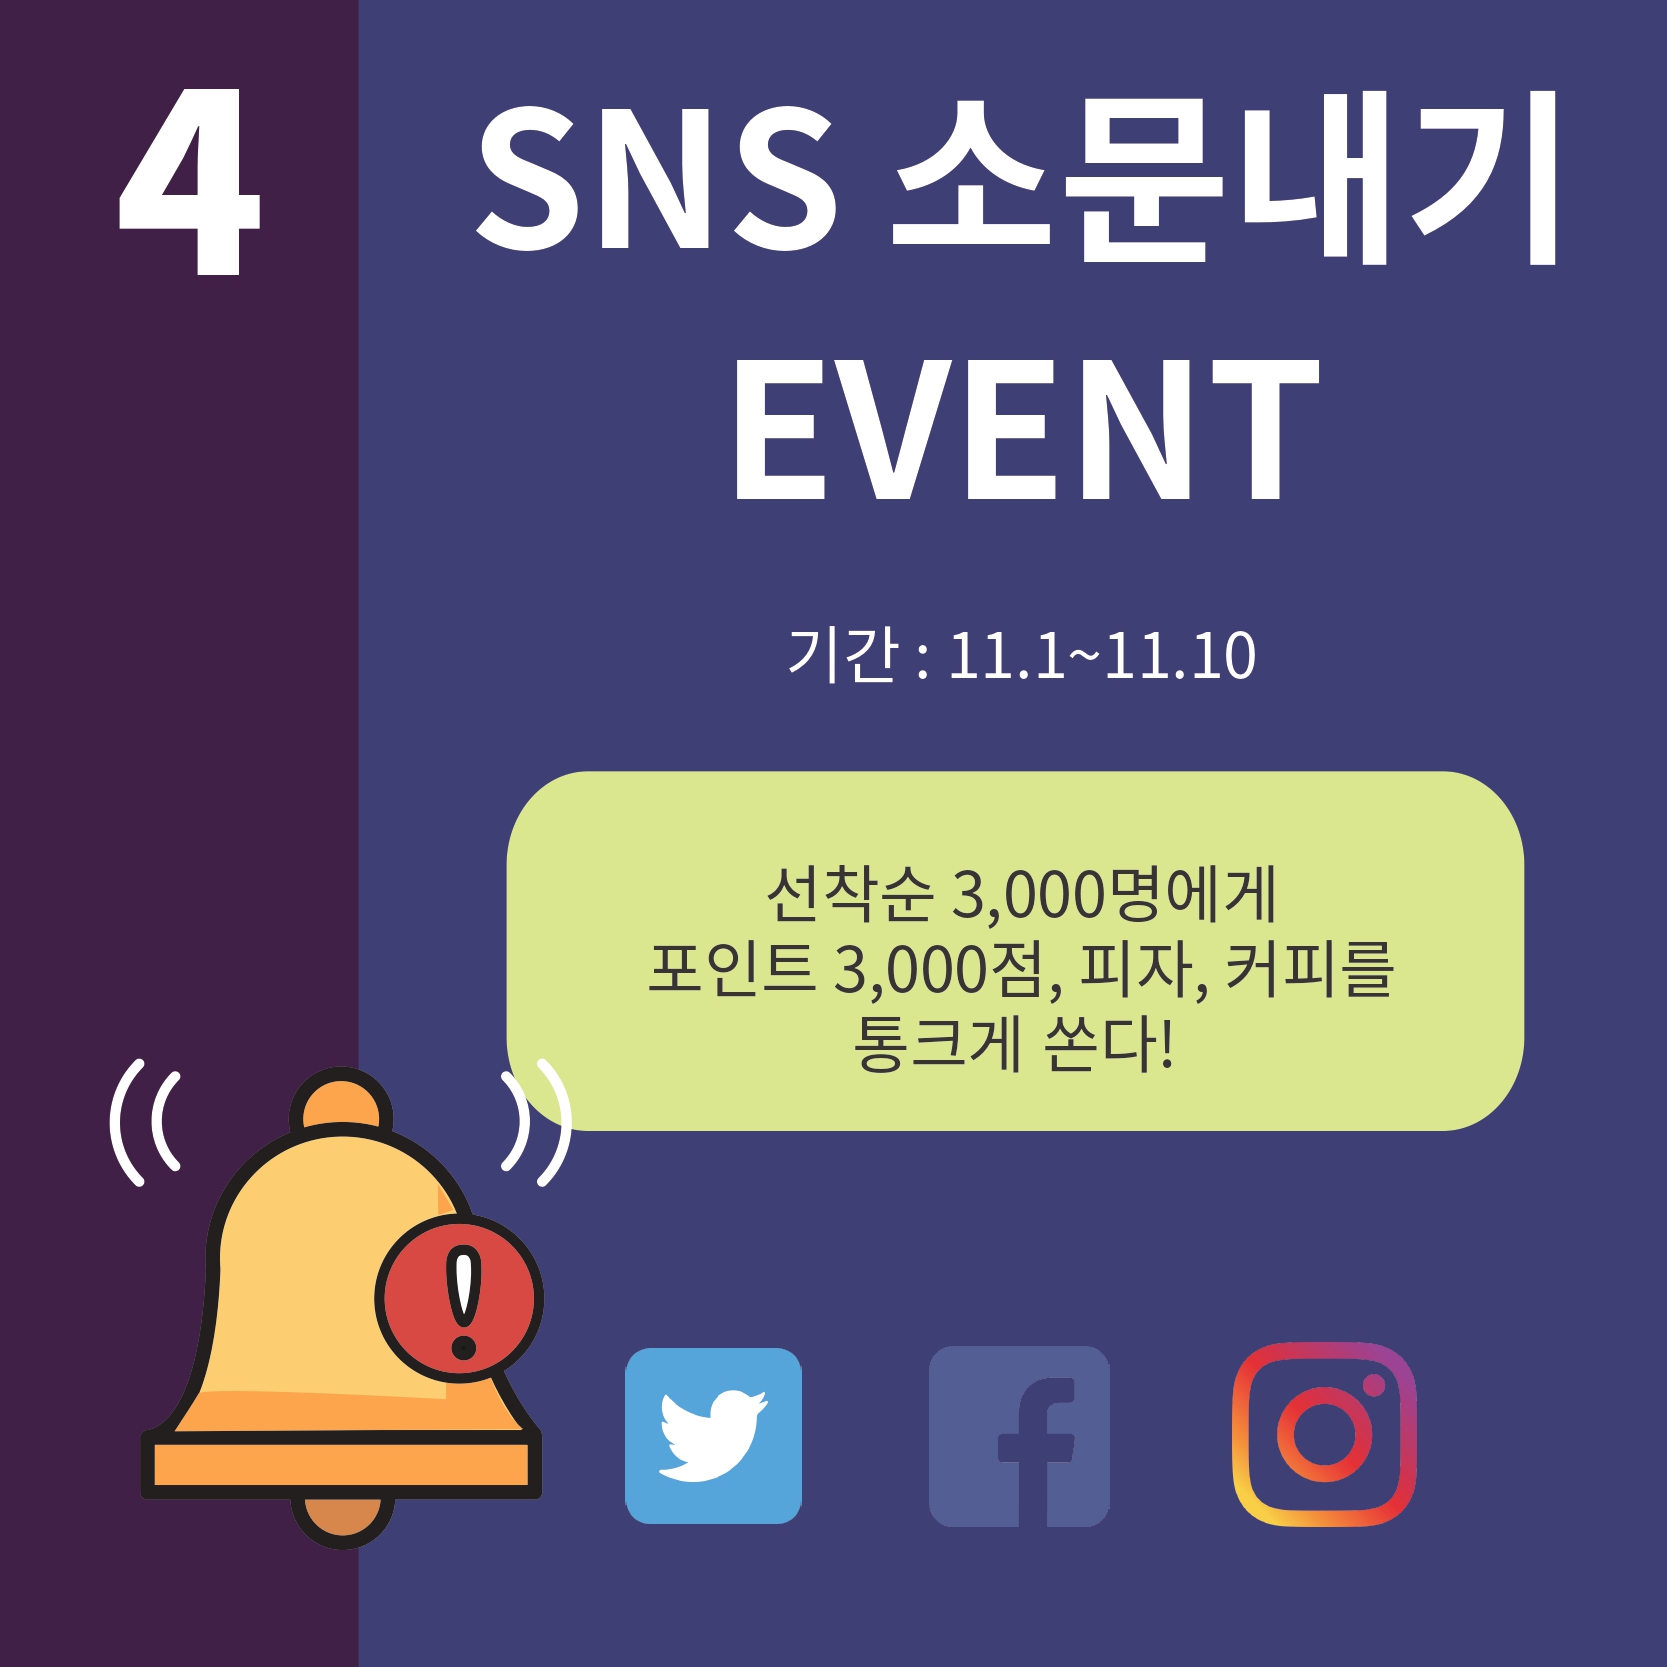 4
SNS 소문내기
EVENT
기간 : 11.1~11.10
선착순 3,000명에게
포인트 3,000점, 피자, 커피를
통크게 쏜다!